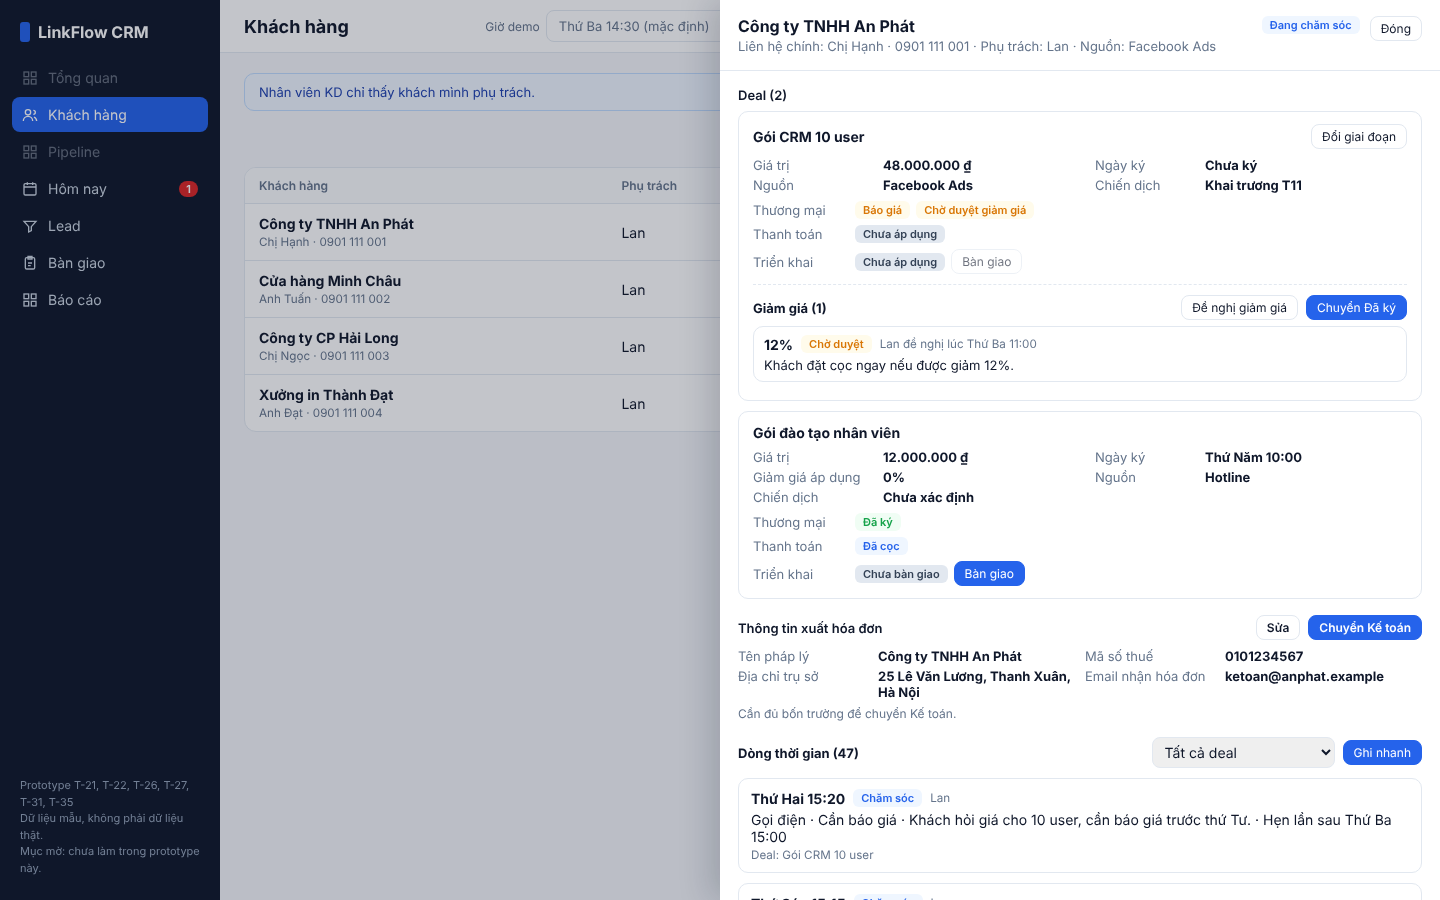 LinkFlow CRM
Tổng quan
Khách hàng
Pipeline
Hôm nay 1
Lead
Bàn giao
Báo cáo
Prototype T-21, T-22, T-26, T-27,
T-31, T-35
Dữ liệu mẫu, không phải dữ liệu
thật.
Mục mờ: chưa làm trong prototype
này.
Khách hàng
Giờ demo
Thứ Ba 14:30 (mặc định)
Nhân viên KD chỉ thấy khách mình phụ trách.
Khách hàng Phụ trách
Công ty TNHH An Phát
Chị Hạnh · 0901 111 001
Lan
Cửa hàng Minh Châu
Anh Tuấn · 0901 111 002
Lan
Công ty CP Hải Long
Chị Ngọc · 0901 111 003
Lan
Xưởng in Thành Đạt
Anh Đạt · 0901 111 004
Lan
Công ty TNHH An Phát
Liên hệ chính: Chị Hạnh · 0901 111 001 · Phụ trách: Lan · Nguồn: Facebook Ads
Đang chăm sóc
Đóng
Deal (2)
Gói CRM 10 user
Đổi giai đoạn
Giá trị 48.000.000 ₫ Ngày ký Chưa ký
Nguồn Facebook Ads Chiến dịch Khai trương T11
Thương mại Báo giá Chờ duyệt giảm giá
Thanh toán Chưa áp dụng
Triển khai Chưa áp dụng Bàn giao
Giảm giá (1) Đề nghị giảm giá Chuyển Đã ký
12% Chờ duyệt Lan đề nghị lúc Thứ Ba 11:00
Khách đặt cọc ngay nếu được giảm 12%.
Gói đào tạo nhân viên
Giá trị 12.000.000 ₫ Ngày ký Thứ Năm 10:00
Giảm giá áp dụng 0% Nguồn Hotline
Chiến dịch Chưa xác định
Thương mại Đã ký
Thanh toán Đã cọc
Triển khai Chưa bàn giao Bàn giao
Thông tin xuất hóa đơn Sửa Chuyển Kế toán
Tên pháp lý Công ty TNHH An Phát Mã số thuế 0101234567
Địa chỉ trụ sở 25 Lê Văn Lương, Thanh Xuân, Email nhận hóa đơn ketoan@anphat.example
Hà Nội
Cần đủ bốn trường để chuyển Kế toán.
Dòng thời gian (47) Tất cả deal Ghi nhanh
Thứ Hai 15:20 Chăm sóc Lan
Gọi điện · Cần báo giá · Khách hỏi giá cho 10 user, cần báo giá trước thứ Tư. · Hẹn lần sau Thứ Ba
15:00
Deal: Gói CRM 10 user